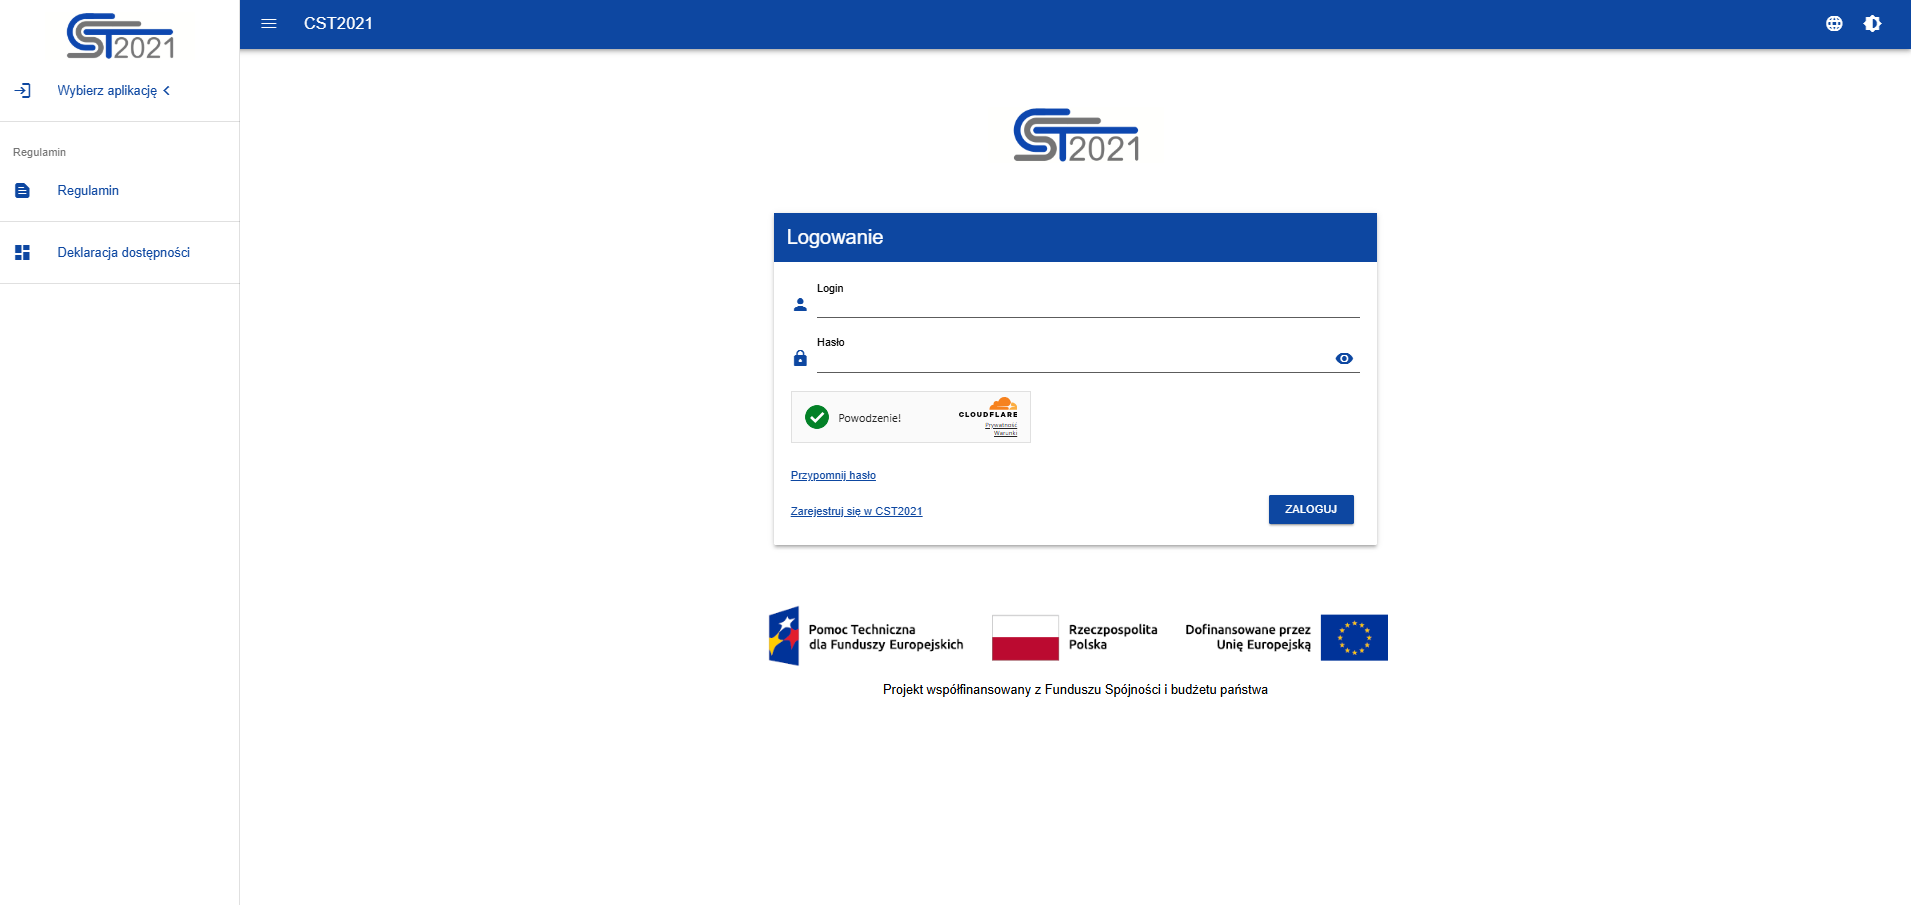 CST2021
Wybierz aplikację
Regulamin
Regulamin
Deklaracja dostępności
CST2021
CST2021
Logowanie
Login
Hasło
Powodzenie!
CLOUDFLARE
Prywatność
Warunki
Przypomnij hasło
Zarejestruj się w CST2021
ZALOGUJ
Pomoc Techniczna
dla Funduszy Europejskich
Rzeczpospolita
Polska
Dofinansowane przez
Unię Europejską
Projekt współfinansowany z Funduszu Spójności i budżetu państwa